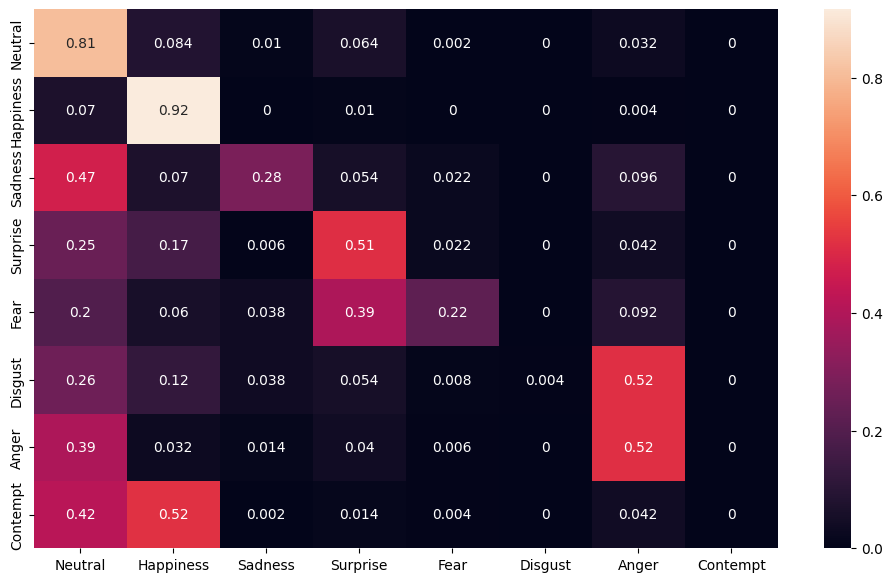 Neutral 0.81 0.084 0.01 0.064 0.002 0 0.032 0
Happiness 0.07 0.92 0 0.01 0 0 0.004 0
Sadness 0.47 0.07 0.28 0.054 0.022 0 0.096 0
Surprise 0.25 0.17 0.006 0.51 0.022 0 0.042 0
Fear 0.2 0.06 0.038 0.39 0.22 0 0.092 0
Disgust 0.26 0.12 0.038 0.054 0.008 0.004 0.52 0
Anger 0.39 0.032 0.014 0.04 0.006 0 0.52 0
Contempt 0.42 0.52 0.002 0.014 0.004 0 0.042 0
Neutral Happiness Sadness Surprise Fear Disgust Anger Contempt
0.8
0.6
0.4
0.2
0.0